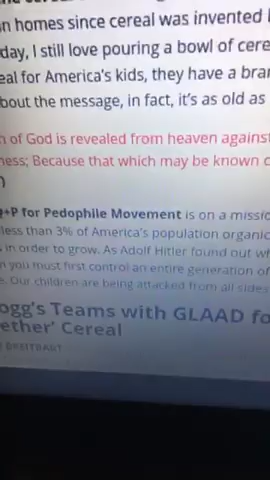 n homes since cereal was invented
day, I still love pouring a bowl of cere
eal for America's kids, they have a bran
bout the message, in fact, it's as old as
h of God is revealed from heaven against
ness; Because that which may be known
)
+P for Pedophile Movement is on a missio
less than 3% of America's population organic
in order to grow. As Adolf Hitler found out wh
you must first control an entire generation of
e. Our children are being attacked from all sides
ogg's Teams with GLAAD fo
ether' Cereal
BREITBART